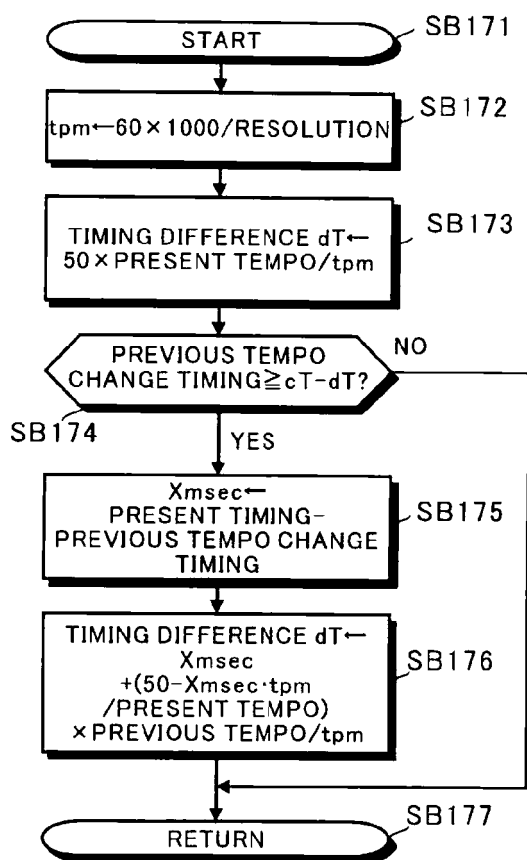 START
SB171
tpm←60×1000/RESOLUTION
SB172
TIMING DIFFERENCE dT←
50×PRESENT TEMPO/tpm
SB173
PREVIOUS TEMPO
CHANGE TIMING≧cT-dT?
NO
SB174
YES
Xmsec←
PRESENT TIMING-
PREVIOUS TEMPO CHANGE
TIMING
SB175
TIMING DIFFERENCE dT←
Xmsec
+(50-Xmsec·tpm
/PRESENT TEMPO)
×PREVIOUS TEMPO/tpm
SB176
RETURN
SB177